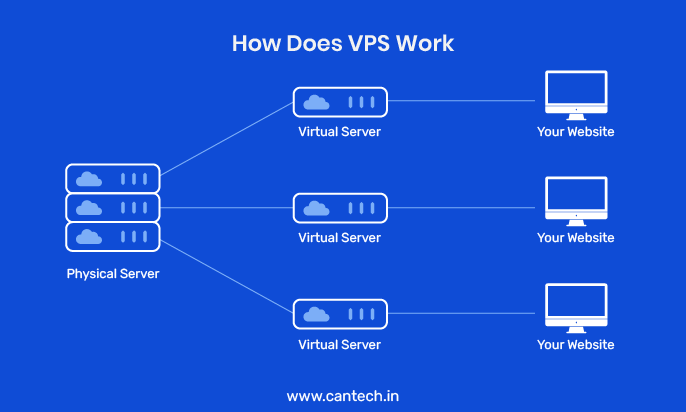 How Does VPS Work
Virtual Server
Your Website
Physical Server
Virtual Server
Your Website
Virtual Server
Your Website
www.cantech.in